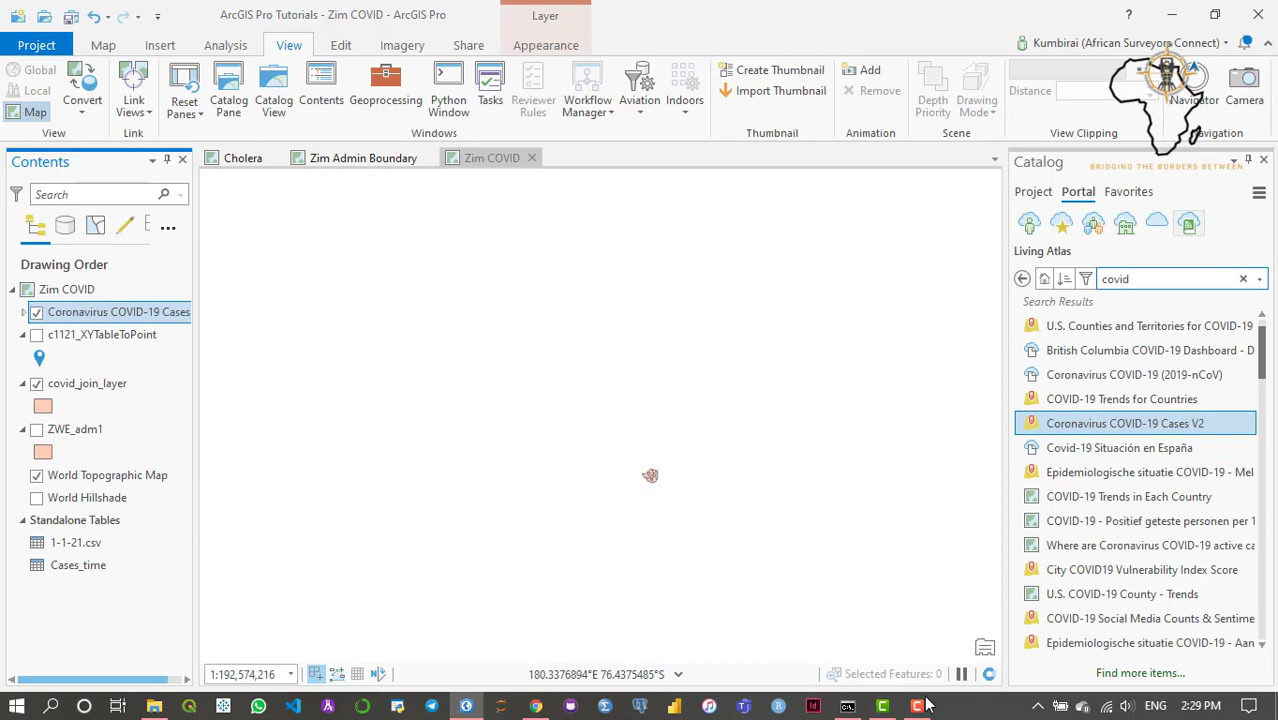 ArcGIS Pro Tutorials - Zim COVID - ArcGIS Pro
Layer
?
Project
Map
Insert
Analysis
View
Edit
Imagery
Share
Appearance
Kumbirai (African Surveyors Connect)
Global
Local
Map
Convert
Link Views
Reset Panes
Catalog Pane
Catalog View
Contents
Geoprocessing
Python Window
Tasks
Reviewer Rules
Workflow Manager
Aviation
Indoors
Create Thumbnail
Import Thumbnail
Add
Remove
Depth Priority
Drawing Mode
Distance
Navigator
Camera
View
Link
Windows
Thumbnail
Animation
Scene
View Clipping
Navigation
BRIDGING THE BORDERS BETWEEN
Contents
Search
Drawing Order
Zim COVID
Coronavirus COVID-19 Cases
c1121_XYTableToPoint
covid_join_layer
ZWE_adm1
World Topographic Map
World Hillshade
Standalone Tables
1-1-21.csv
Cases_time
Cholera
Zim Admin Boundary
Zim COVID
1:192,574,216
180.3376894°E 76.4375485°S
Selected Features: 0
Catalog
Project
Portal
Favorites
Living Atlas
covid
Search Results
U.S. Counties and Territories for COVID-19
British Columbia COVID-19 Dashboard - D
Coronavirus COVID-19 (2019-nCoV)
COVID-19 Trends for Countries
Coronavirus COVID-19 Cases V2
Covid-19 Situación en España
Epidemiologische situatie COVID-19 - Mel
COVID-19 Trends in Each Country
COVID-19 - Positief geteste personen per 1
Where are Coronavirus COVID-19 active ca
City COVID19 Vulnerability Index Score
U.S. COVID-19 County - Trends
COVID-19 Social Media Counts & Sentime
Epidemiologische situatie COVID-19 - Aan
Find more items...
2:29 PM